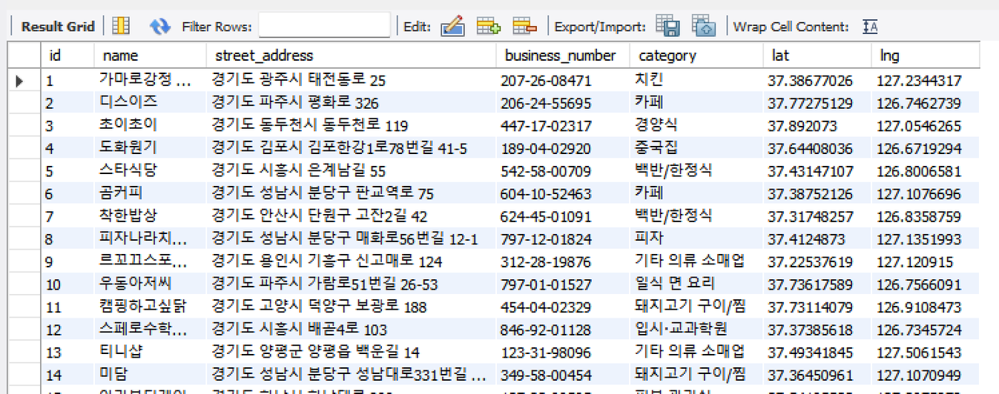 Result Grid Filter Rows: Edit: Export/Import: Wrap Cell Content: IA
id name street_address business_number category lat lng
1 가마로강정 ... 경기도 광주시 태전동로 25 207-26-08471 치킨 37.38677026 127.2344317
2 디스이즈 경기도 파주시 평화로 326 206-24-55695 카페 37.77275129 126.7462739
3 초이초이 경기도 동두천시 동두천로 119 447-17-02317 경양식 37.892073 127.0546265
4 도화원기 경기도 김포시 김포한강1로78번길 41-5 189-04-02920 중국집 37.64408036 126.6719294
5 스타식당 경기도 시흥시 은계남길 55 542-58-00709 백반/한정식 37.43147107 126.8006581
6 곰커피 경기도 성남시 분당구 판교역로 75 604-10-52463 카페 37.38752126 127.1076696
7 착한밥상 경기도 안산시 단원구 고잔2길 42 624-45-01091 백반/한정식 37.31748257 126.8358759
8 피자나라치... 경기도 성남시 분당구 매화로56번길 12-1 797-12-01824 피자 37.4124873 127.1351993
9 르꼬끄스포... 경기도 용인시 기흥구 신고매로 124 312-28-19876 기타 의류 소매업 37.22537619 127.120915
10 우동아저씨 경기도 파주시 가람로51번길 26-53 797-01-01527 일식 면 요리 37.73617589 126.7566091
11 캠핑하고싶닭 경기도 고양시 덕양구 보광로 188 454-04-02329 돼지고기 구이/찜 37.73114079 126.9108473
12 스페로수학... 경기도 시흥시 배곧4로 103 846-92-01128 입시·교과학원 37.37385618 126.7345724
13 티니샵 경기도 양평군 양평읍 백운길 14 123-31-98096 기타 의류 소매업 37.49341845 127.5061543
14 미담 경기도 성남시 분당구 성남대로331번길 ... 349-58-00454 돼지고기 구이/찜 37.36450961 127.1070949